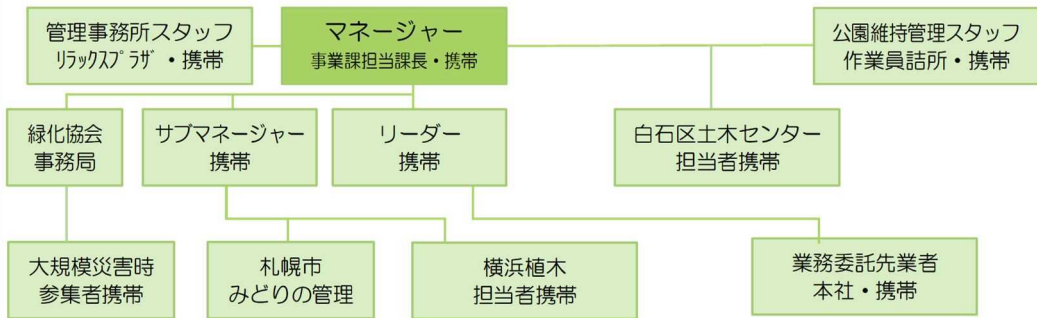 管理事務所スタッフ
ﾘﾗｯｸｽﾌﾟﾗｻﾞ・携帯
マネージャー
事業課担当課長・携帯
公園維持管理スタッフ
作業員詰所・携帯
緑化協会
事務局
サブマネージャー
携帯
リーダー
携帯
白石区土木センター
担当者携帯
大規模災害時
参集者携帯
札幌市
みどりの管理
横浜植木
担当者携帯
業務委託先業者
本社・携帯